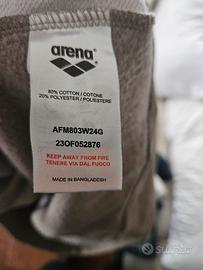 arena
80% COTTON / COTONE
20% POLYESTER / POLIESTERE
AFM803W24G
23OF052876
KEEP AWAY FROM FIRE
TENERE VIA DAL FUOCO
MADE IN BANGLADESH
Subito